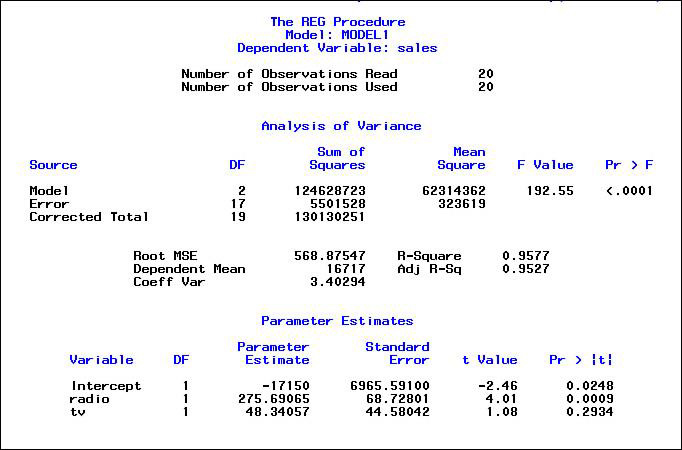 The REG Procedure
Model: MODEL1
Dependent Variable: sales
Number of Observations Read 20
Number of Observations Used 20
Analysis of Variance
Sum of Mean
Source DF Squares Square F Value Pr > F
Model 2 124628723 62314362 192.55 <.0001
Error 17 5501528 323619
Corrected Total 19 130130251
Root MSE 568.87547 R-Square 0.9577
Dependent Mean 16717 Adj R-Sq 0.9527
Coeff Var 3.40294
Parameter Estimates
Parameter Standard
Variable DF Estimate Error t Value Pr > |t|
Intercept 1 -17150 6965.59100 -2.46 0.0248
radio 1 275.69065 68.72801 4.01 0.0009
tv 1 48.34057 44.58042 1.08 0.2934